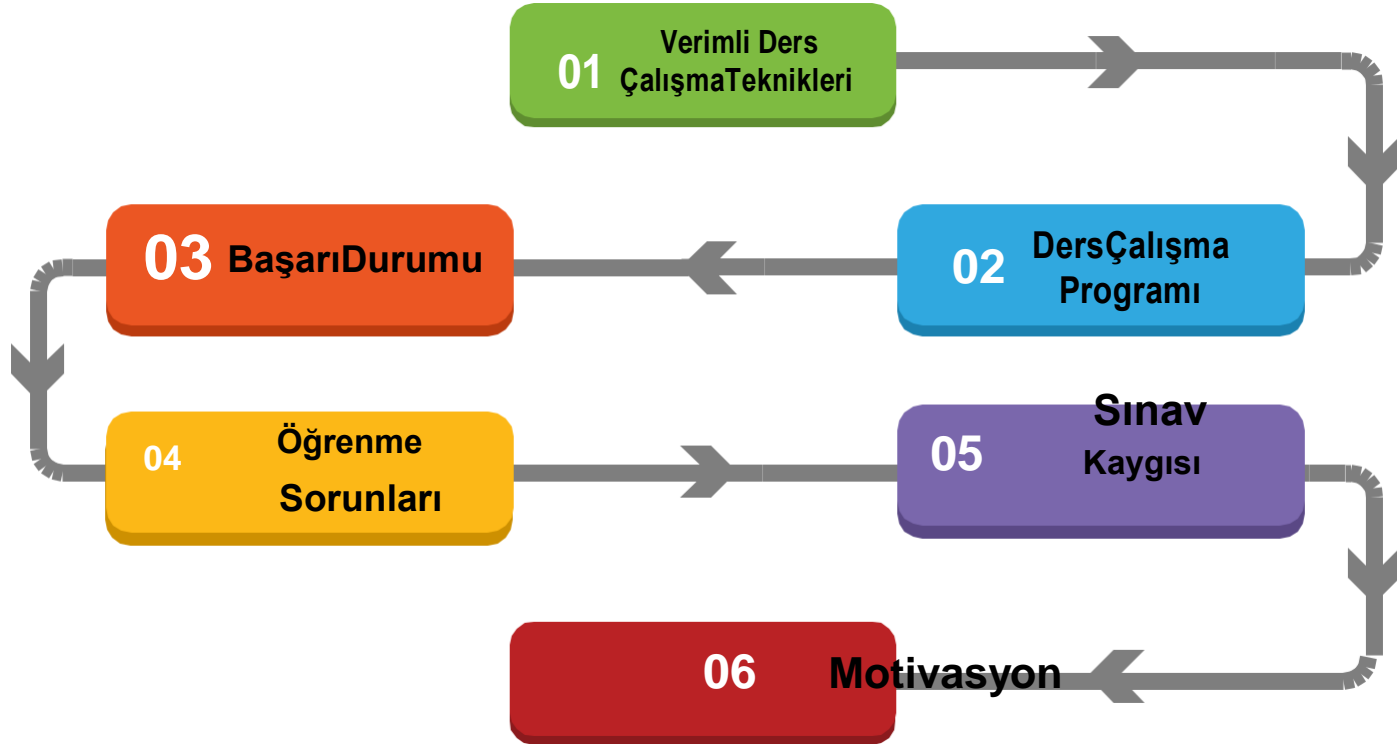 01
Verimli Ders
ÇalışmaTeknikleri
02
DersÇalışma
Programı
03 BaşarıDurumu
04
Öğrenme
Sorunları
05
Sınav
Kaygısı
06 Motivasyon